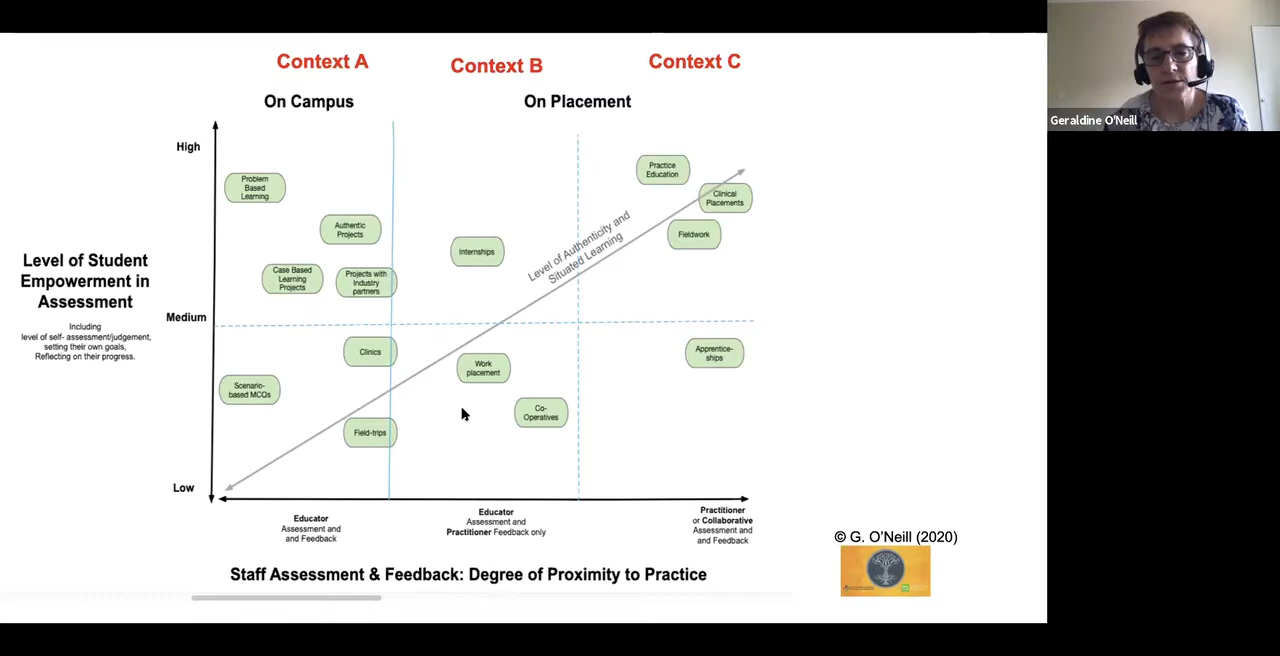 Context A
Context B
Context C
On Campus
On Placement
High
Medium
Low
Level of Student
Empowerment in
Assessment
Including
level of self- assessment/judgement,
setting their own goals,
Reflecting on their progress.
Problem
Based
Learning
Authentic
Projects
Case Based
Learning
Projects
Projects with
Industry
partners
Internships
Practice
Education
Clinical
Placements
Fieldwork
Level of Authenticity and
Situated Learning
Clinics
Scenario-
based MCQs
Field-trips
Work
placement
Co-
Operatives
Apprentice-
ships
Educator
Assessment and
and Feedback
Educator
Assessment and
Practitioner Feedback only
Practitioner
or Collaborative
Assessment and
and Feedback
Staff Assessment & Feedback: Degree of Proximity to Practice
© G. O'Neill (2020)
Geraldine O'Neill